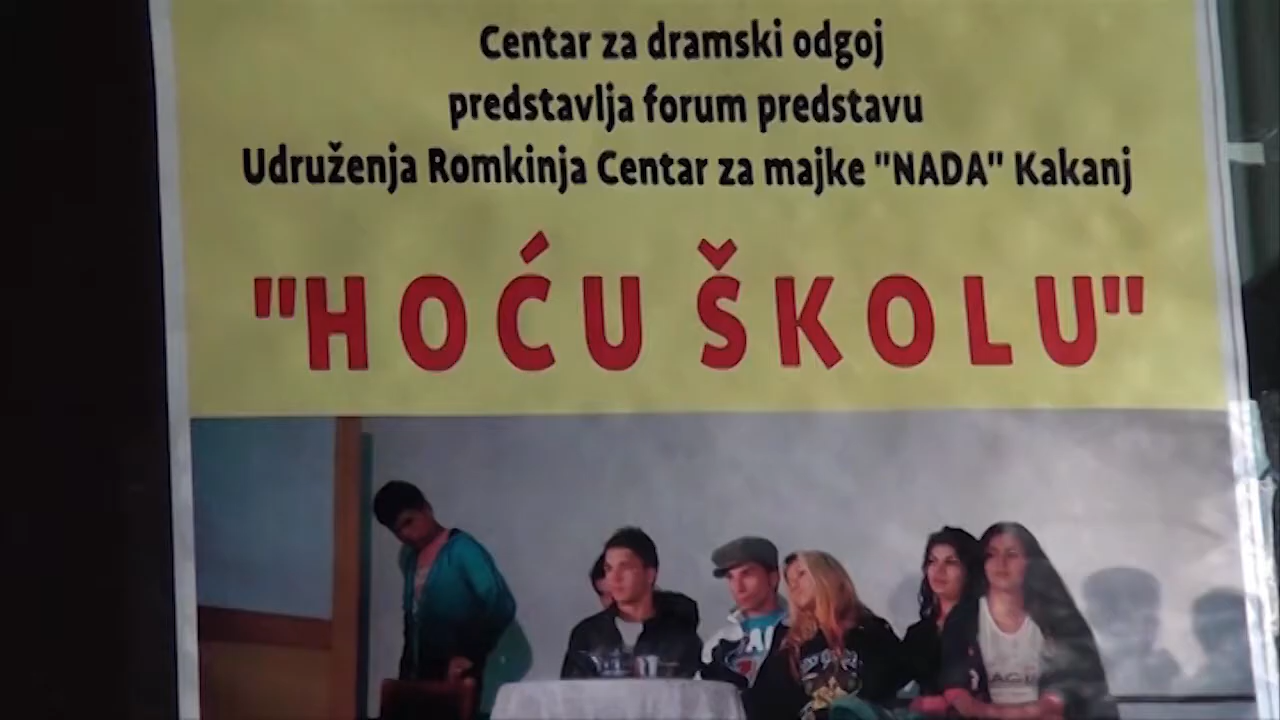 Centar za dramski odgoj
predstavlja forum predstavu
Udruženja Romkinja Centar za majke "NADA" Kakanj
"HOĆU ŠKOLU"